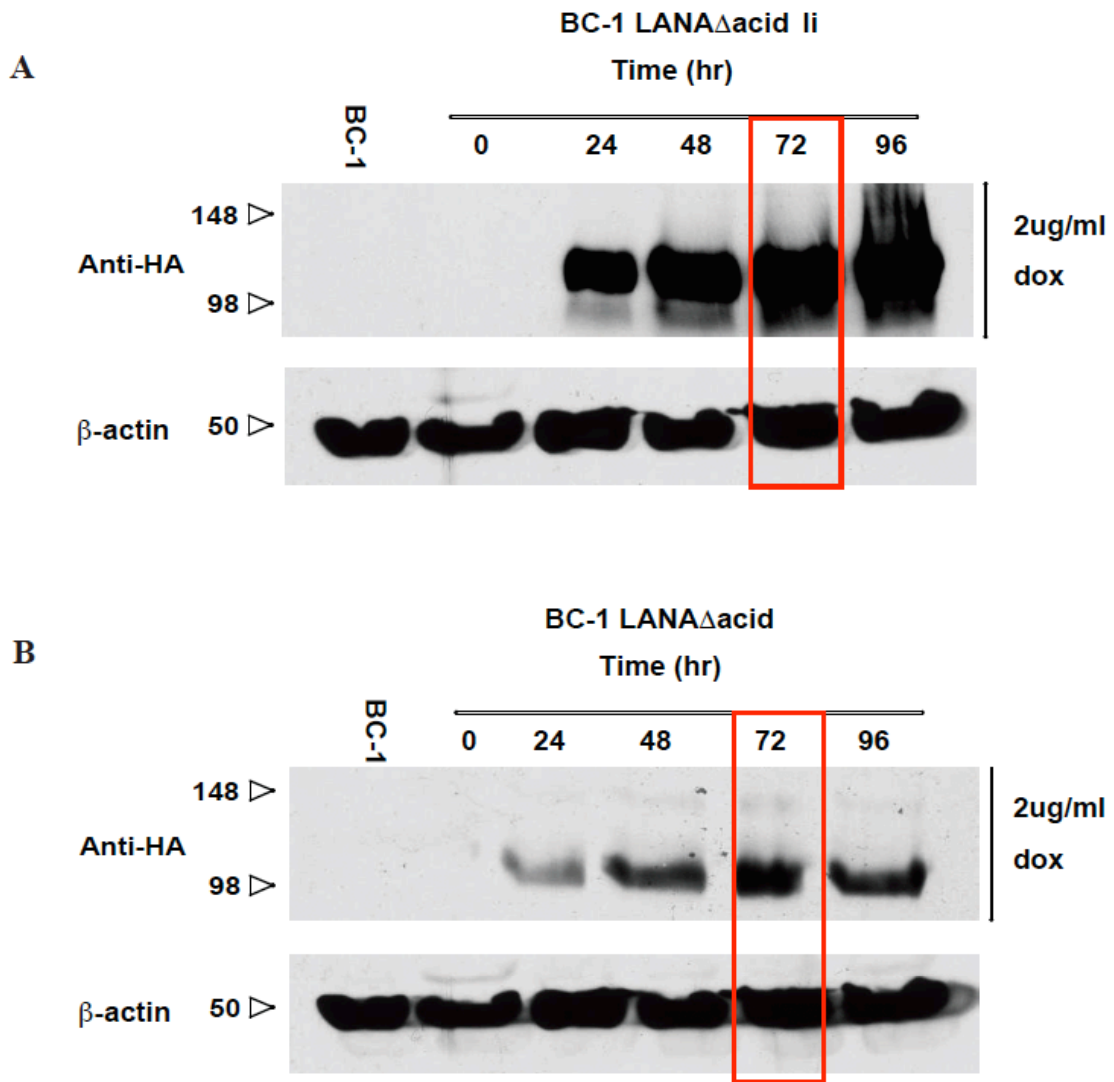 BC-1 LANAΔacid li
A
Time (hr)
BC-1
0 24 48 72 96
148
Anti-HA
98
2ug/ml
dox
β-actin 50
BC-1 LANAΔacid
B
Time (hr)
BC-1
0 24 48 72 96
148
Anti-HA
98
2ug/ml
dox
β-actin 50